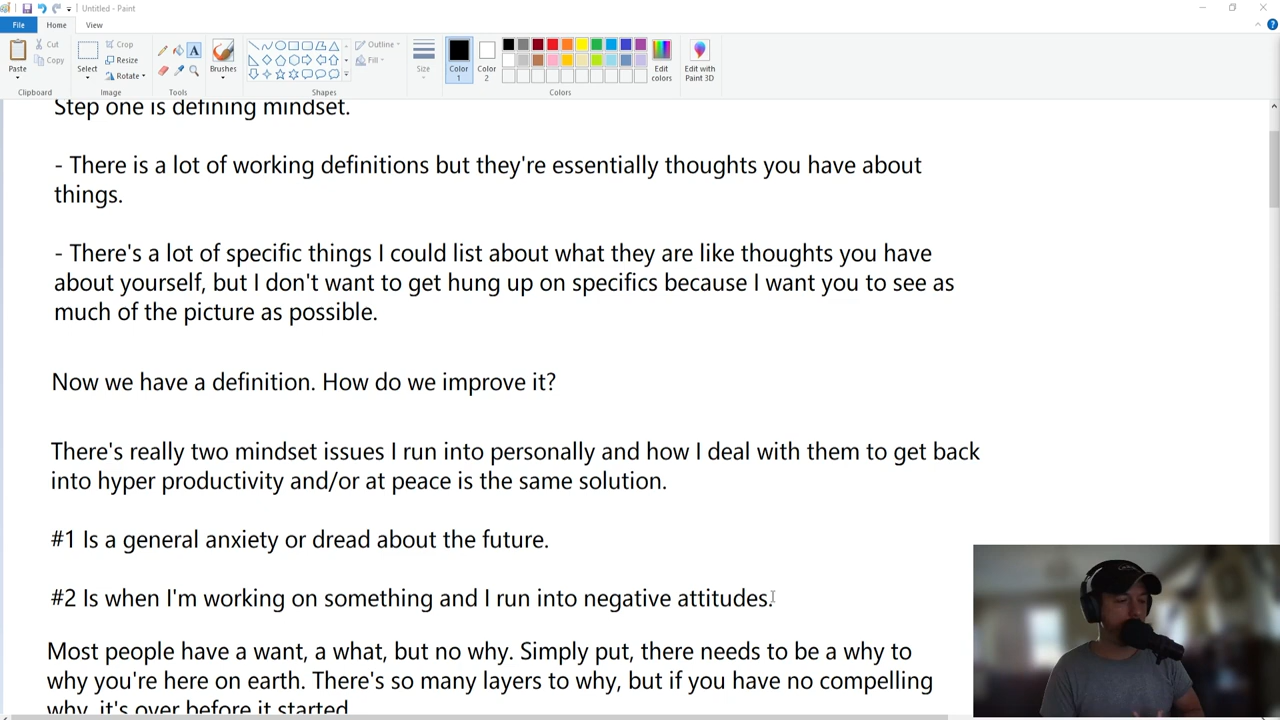 Untitled - Paint
File Home View
Paste
Cut
Copy
Clipboard
Select
Crop
Resize
Rotate
Image
A
Tools
Brushes
Shapes
Outline
Fill
Size
Color 1
Color 2
Edit colors
Edit with Paint 3D
Colors
Step one is defining mindset.
- There is a lot of working definitions but they're essentially thoughts you have about
things.
- There's a lot of specific things I could list about what they are like thoughts you have
about yourself, but I don't want to get hung up on specifics because I want you to see as
much of the picture as possible.
Now we have a definition. How do we improve it?
There's really two mindset issues I run into personally and how I deal with them to get back
into hyper productivity and/or at peace is the same solution.
#1 Is a general anxiety or dread about the future.
#2 Is when I'm working on something and I run into negative attitudes.
Most people have a want, a what, but no why. Simply put, there needs to be a why to
why you're here on earth. There's so many layers to why, but if you have no compelling
why, it's over before it started